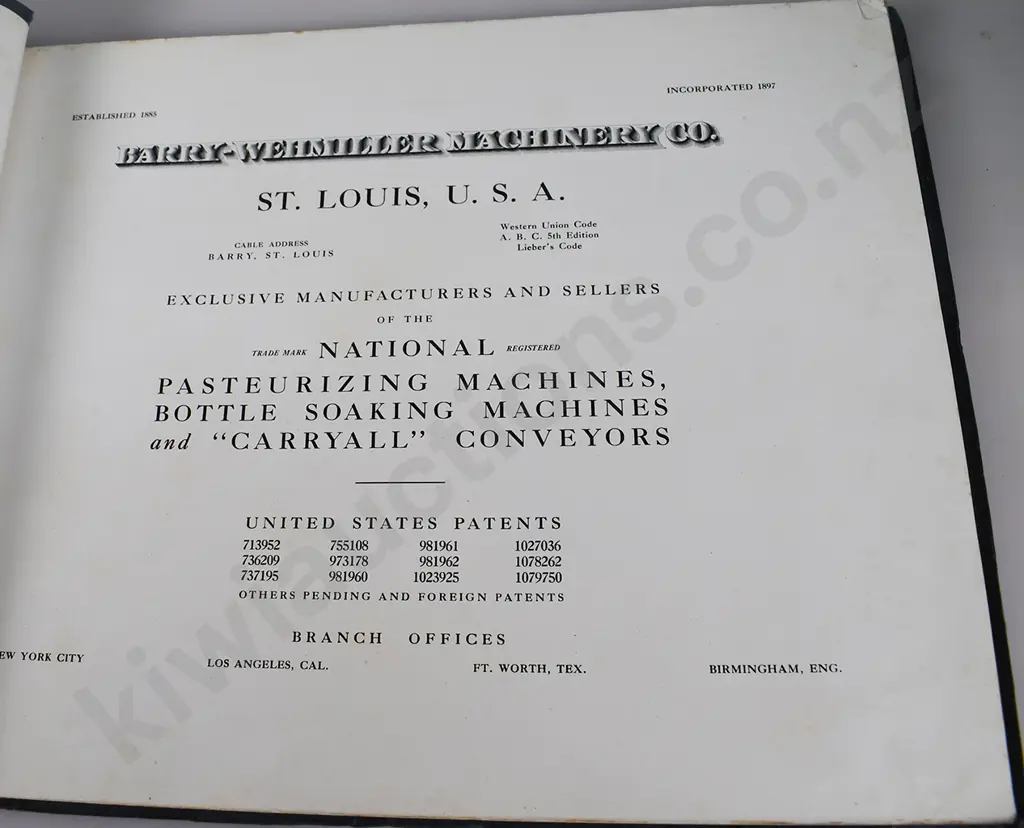 ESTABLISHED 1885
INCORPORATED 1897
BARRY-WEHMILLER MACHINERY CO.
ST. LOUIS, U. S. A.
CABLE ADDRESS
BARRY, ST. LOUIS
Western Union Code
A. B. C. 5th Edition
Lieber's Code
EXCLUSIVE MANUFACTURERS AND SELLERS
OF THE
TRADE MARK NATIONAL REGISTERED
PASTEURIZING MACHINES,
BOTTLE SOAKING MACHINES
and "CARRYALL" CONVEYORS
UNITED STATES PATENTS
713952 755108 981961 1027036
736209 973178 981962 1078262
737195 981960 1023925 1079750
OTHERS PENDING AND FOREIGN PATENTS
BRANCH OFFICES
EW YORK CITY LOS ANGELES, CAL. FT. WORTH, TEX. BIRMINGHAM, ENG.
kiwiauctions.co.nz